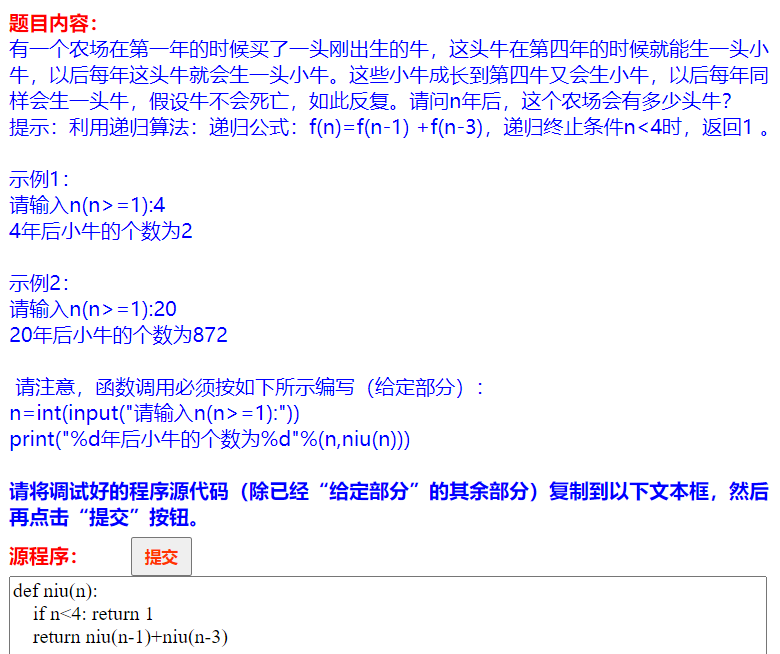 题目内容：
有一个农场在第一年的时候买了一头刚出生的牛，这头牛在第四年的时候就能生一头小
牛，以后每年这头牛就会生一头小牛。这些小牛成长到第四牛又会生小牛，以后每年同
样会生一头牛，假设牛不会死亡，如此反复。请问n年后，这个农场会有多少头牛？
提示：利用递归算法：递归公式：f(n)=f(n-1) +f(n-3)，递归终止条件n<4时，返回1 。
示例1：
请输入n(n>=1):4
4年后小牛的个数为2
示例2：
请输入n(n>=1):20
20年后小牛的个数为872
请注意，函数调用必须按如下所示编写（给定部分）：
n=int(input("请输入n(n>=1):"))
print("%d年后小牛的个数为%d"%(n,niu(n)))
请将调试好的程序源代码（除已经“给定部分”的其余部分）复制到以下文本框，然后
再点击“提交”按钮。
源程序： 提交
def niu(n):
    if n<4: return 1
    return niu(n-1)+niu(n-3)